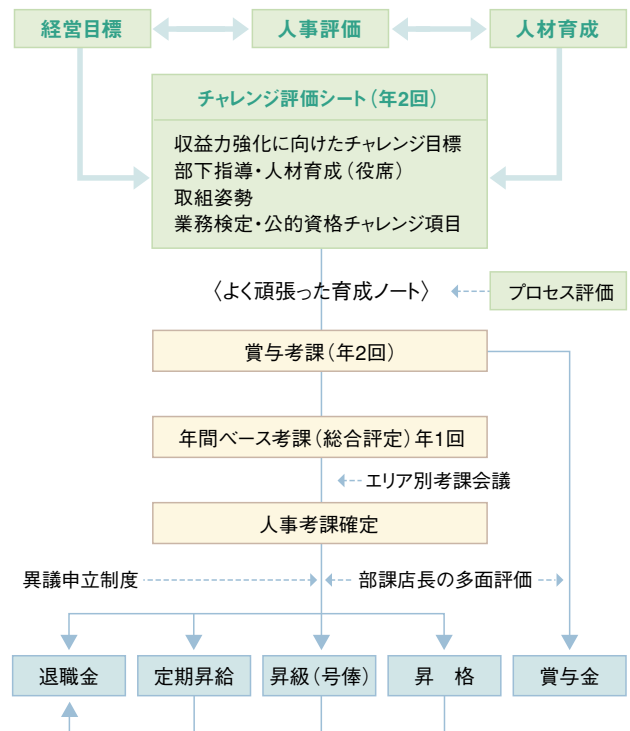 経営目標
人事評価
人材育成
チャレンジ評価シート(年2回)
収益力強化に向けたチャレンジ目標
部下指導・人材育成(役席)
取組姿勢
業務検定・公的資格チャレンジ項目
〈よく頑張った育成ノート〉
プロセス評価
賞与考課(年2回)
年間ベース考課(総合評定)年1回
エリア別考課会議
人事考課確定
異議申立制度
部課店長の多面評価
退職金
定期昇給
昇級(号俸)
昇　格
賞与金